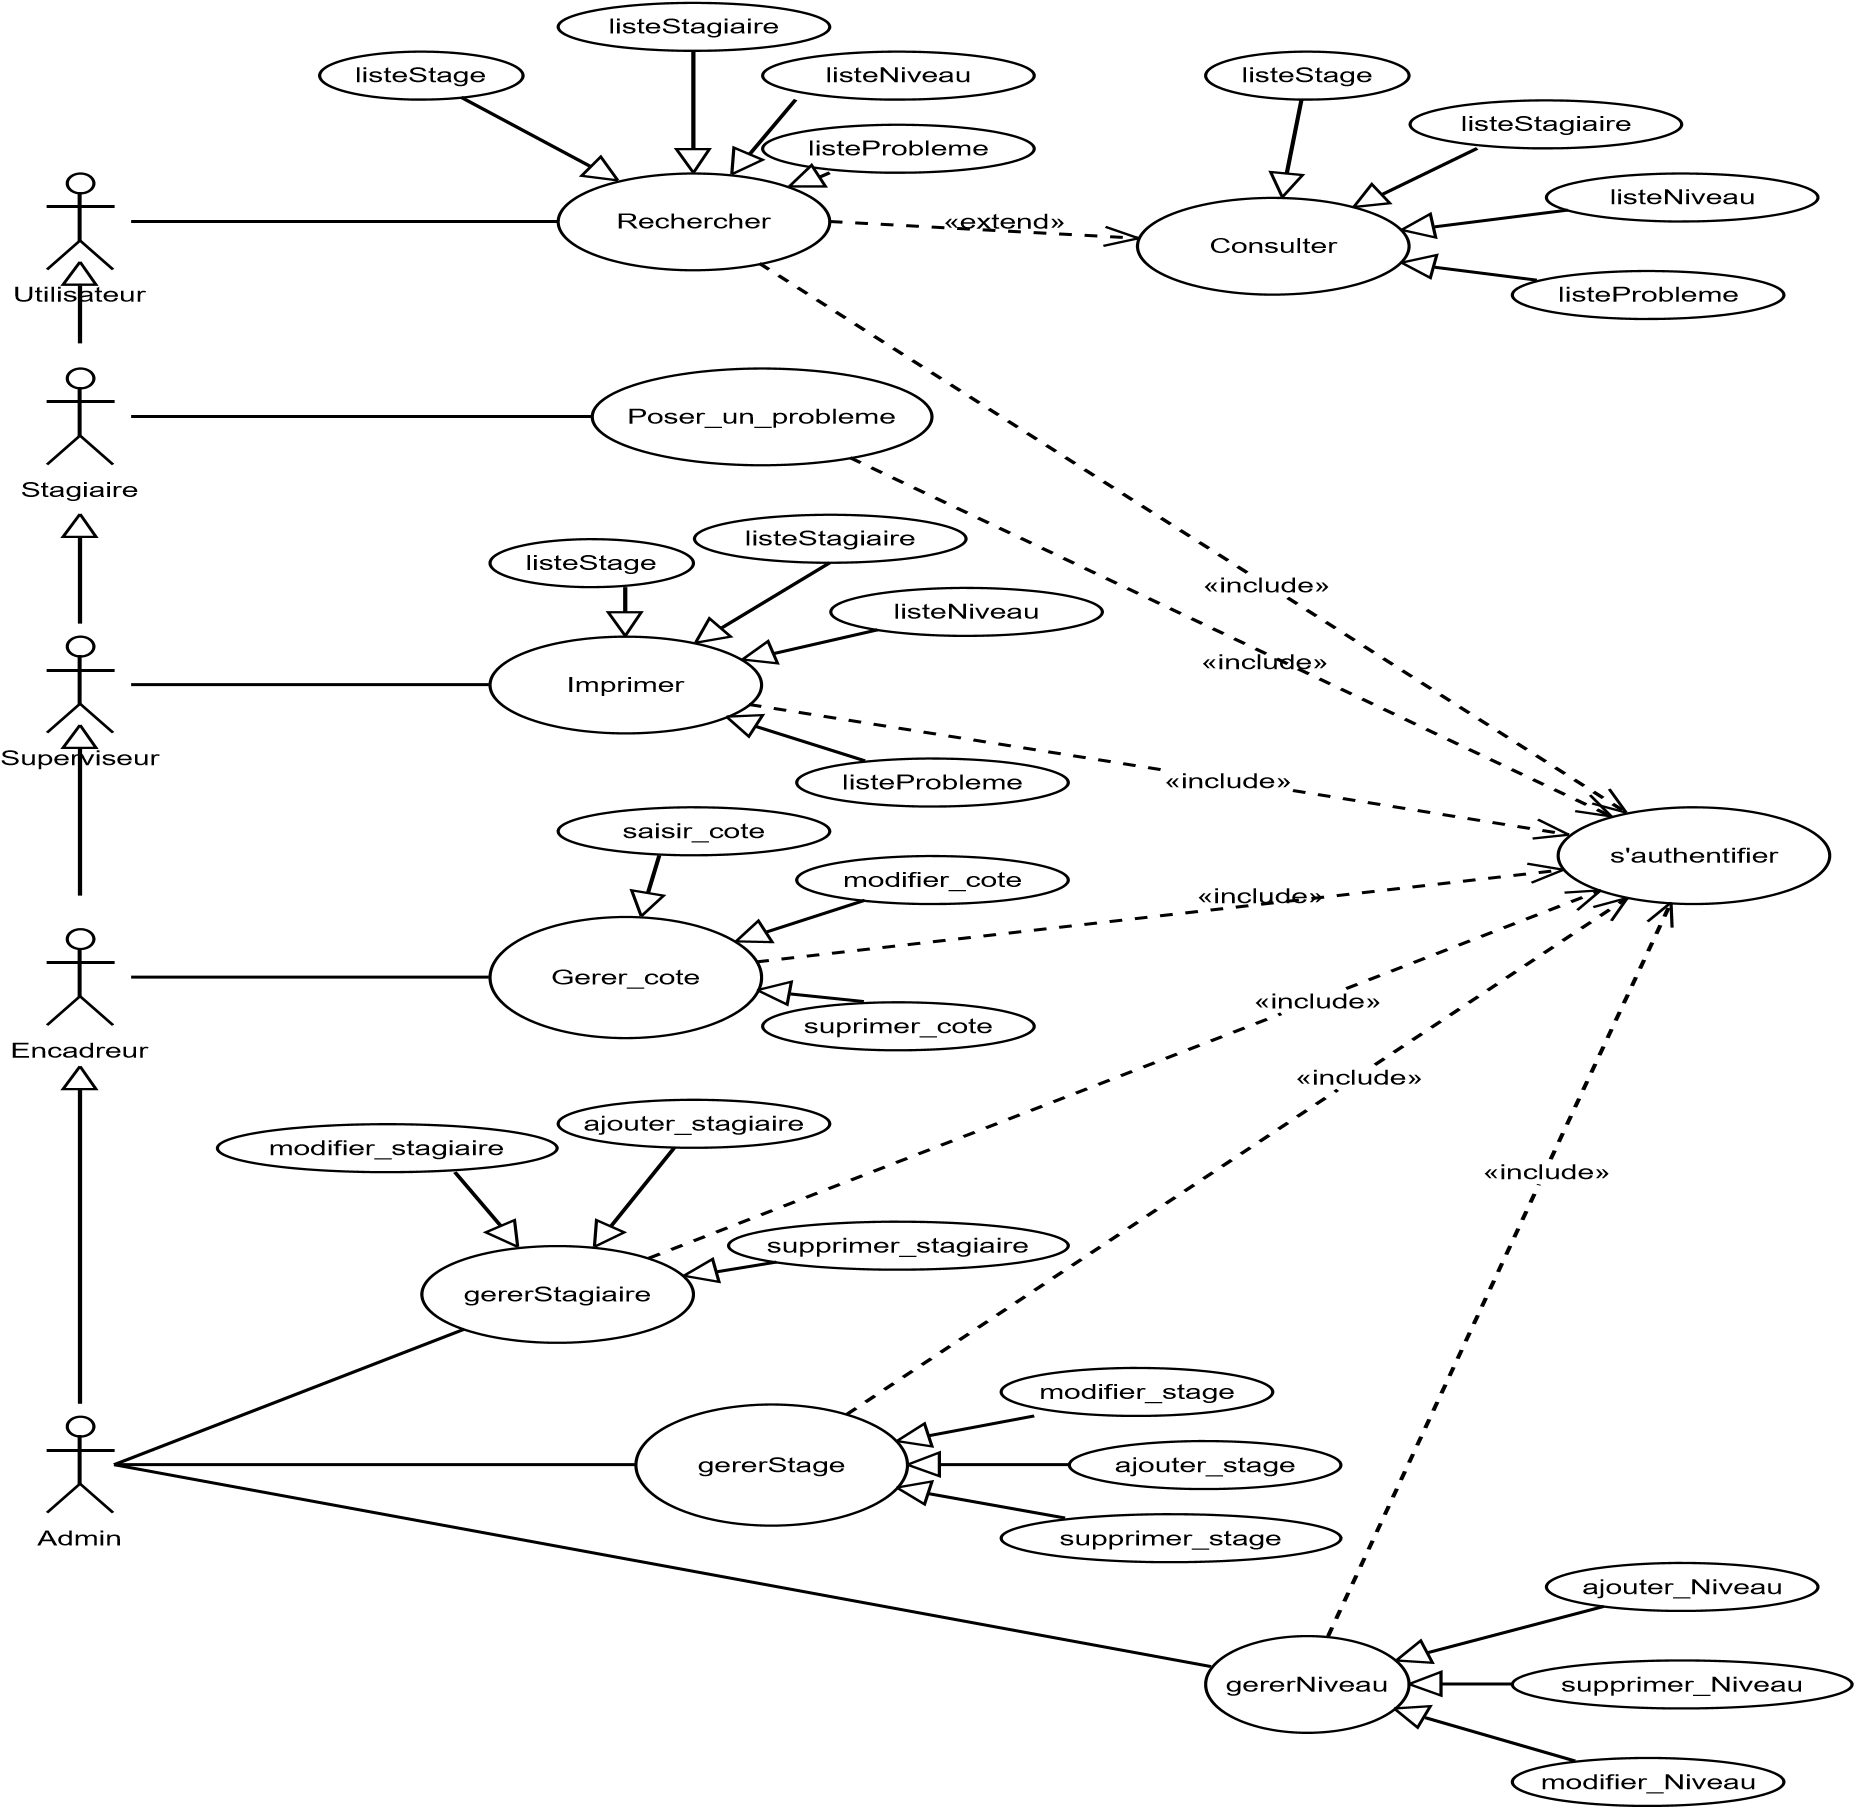 listeStagiaire
listeStage
listeNiveau
listeStage
listeStagiaire
listeProbleme
listeNiveau
Rechercher
«extend»
Consulter
Utilisateur
listeProbleme
Poser_un_probleme
Stagiaire
listeStagiaire
listeStage
«include»
listeNiveau
«include»
Imprimer
Superviseur
listeProbleme
«include»
saisir_cote
s'authentifier
modifier_cote
«include»
Gerer_cote
«include»
suprimer_cote
Encadreur
«include»
ajouter_stagiaire
modifier_stagiaire
«include»
supprimer_stagiaire
gererStagiaire
modifier_stage
gererStage
ajouter_stage
Admin
supprimer_stage
ajouter_Niveau
gererNiveau
supprimer_Niveau
modifier_Niveau